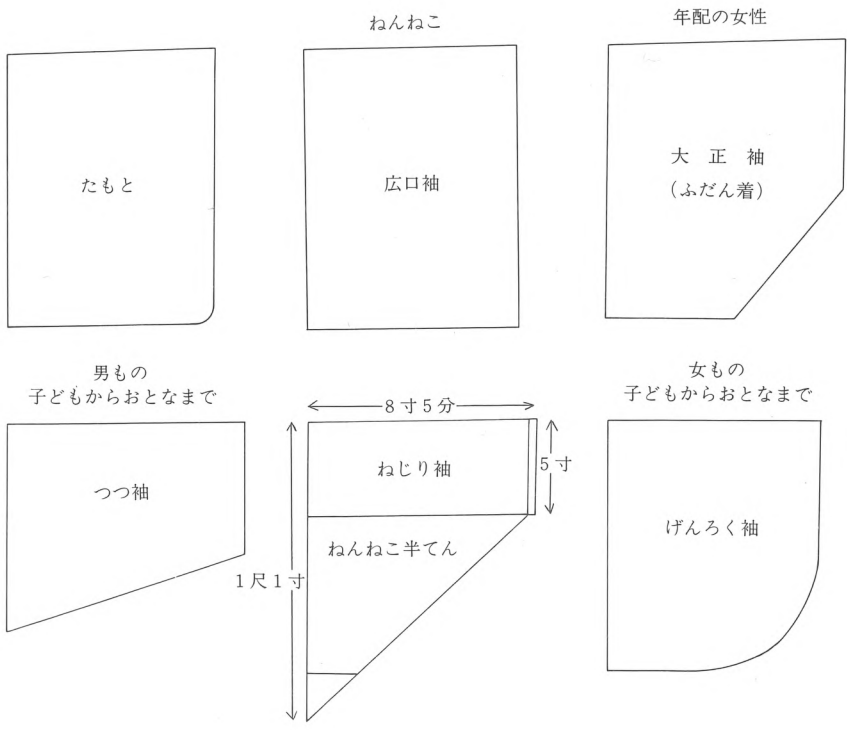 たもと
ねんねこ
広口袖
年配の女性
大正袖
(ふだん着)
男もの
子どもからおとなまで
つつ袖
8寸5分
5寸
ねじり袖
ねんねこ半てん
1尺1寸
女もの
子どもからおとなまで
げんろく袖